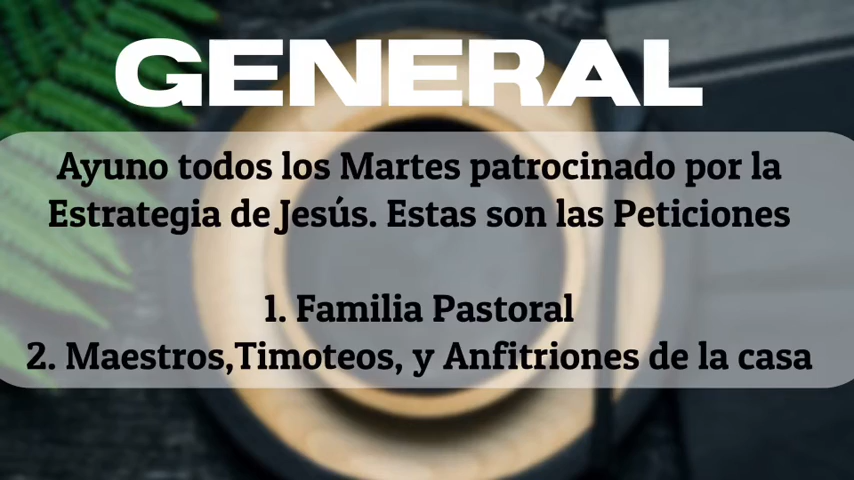 GENERAL
Ayuno todos los Martes patrocinado por la
Estrategia de Jesús. Estas son las Peticiones
1. Familia Pastoral
2. Maestros,Timoteos, y Anfitriones de la casa